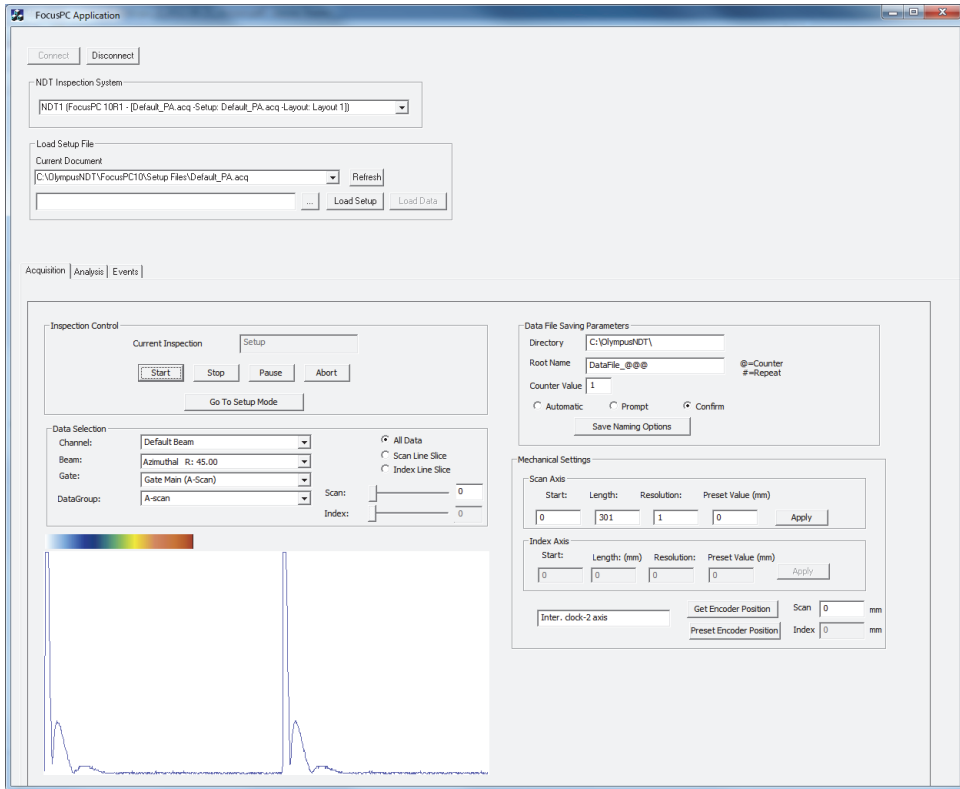 FocusPC Application
Connect Disconnect
NDT Inspection System
NDT1 (FocusPC 10R1 - [Default_PA.acq -Setup: Default_PA.acq -Layout: Layout 1])
Load Setup File
Current Document
C:\OlympusNDT\FocusPC10\Setup Files\Default_PA.acq Refresh
... Load Setup Load Data
Acquisition Analysis Events
Inspection Control
Current Inspection Setup
Start Stop Pause Abort
Go To Setup Mode
Data Selection
Channel: Default Beam
Beam: Azimuthal R: 45.00
Gate: Gate Main (A-Scan)
DataGroup: A-scan
All Data
Scan Line Slice
Index Line Slice
Scan: 0
Index: 0
Data File Saving Parameters
Directory C:\OlympusNDT\
Root Name DataFile_@@@ @=Counter
#=Repeat
Counter Value 1
Automatic Prompt Confirm
Save Naming Options
Mechanical Settings
Scan Axis
Start: Length: Resolution: Preset Value (mm)
0 301 1 0 Apply
Index Axis
Start: Length: (mm) Resolution: Preset Value (mm)
0 0 0 0 Apply
Inter. clock-2 axis Get Encoder Position Scan 0 mm
Preset Encoder Position Index 0 mm